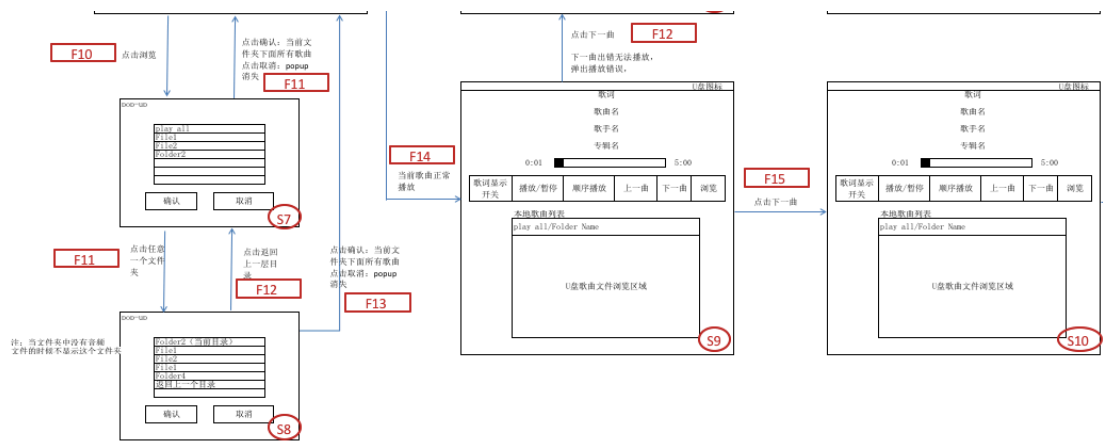 F10
点击浏览
点击确认：当前文
件夹下面所有歌曲
点击取消：popup
消失
F11
点击下一曲
F12
下一曲出错无法播放，
弹出播放错误，
play all
File1
File2
Folder2
确认
取消
S7
F11
点击任意
一个文件
夹
点击返回
上一层目
录
F12
点击确认：当前文
件夹下面所有歌曲
点击取消：popup
消失
F13
注：当文件夹中没有音频
文件的时候不显示这个文件夹
Folder2（当前目录）
File1
File2
File1
Folder4
返回上一个目录
确认
取消
S8
F14
当前歌曲正常
播放
U盘图标
歌词
歌曲名
歌手名
专辑名
0:01
5:00
歌词显示
开关
播放/暂停
顺序播放
上一曲
下一曲
浏览
本地歌曲列表
play all/Folder Name
U盘歌曲文件浏览区域
S9
F15
点击下一曲
U盘图标
歌词
歌曲名
歌手名
专辑名
0:01
5:00
歌词显示
开关
播放/暂停
顺序播放
上一曲
下一曲
浏览
本地歌曲列表
play all/Folder Name
U盘歌曲文件浏览区域
S10